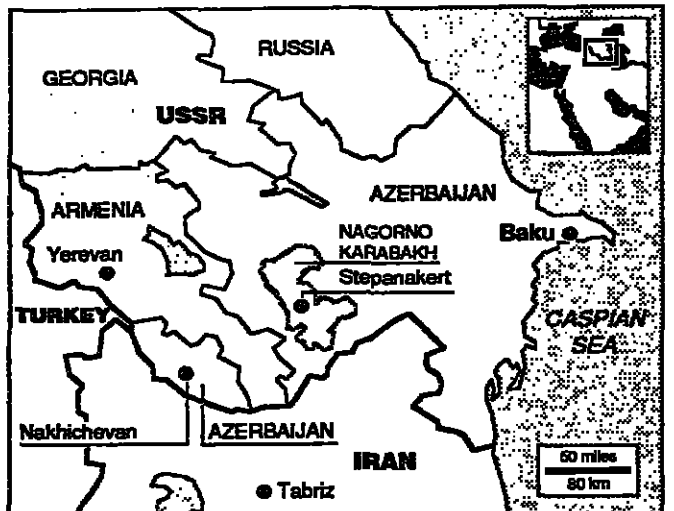 RUSSIA
GEORGIA
USSR
AZERBAIJAN
ARMENIA
NAGORNO
KARABAKH
Baku
Yerevan
Stepanakert
TURKEY
CASPIAN
SEA
Nakhichevan
AZERBAIJAN
IRAN
50 miles
80 km
Tabriz